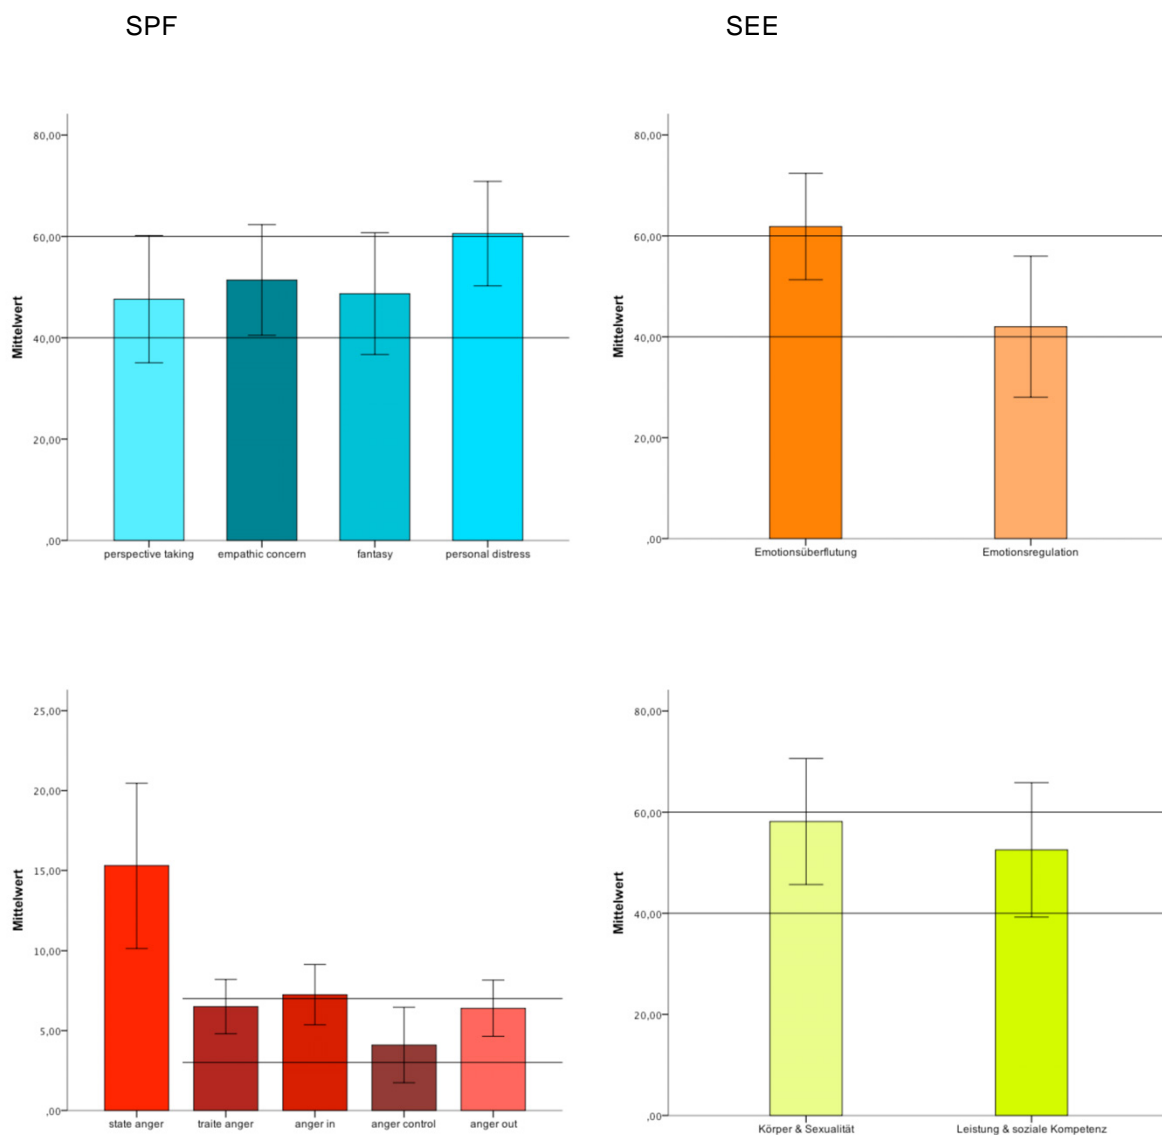 SPF
SEE
80,00
60,00
40,00
20,00
,00
Mittelwert
perspective taking
empathic concern
fantasy
personal distress
80,00
60,00
40,00
20,00
,00
Mittelwert
Emotionsüberflutung
Emotionsregulation
25,00
20,00
15,00
10,00
5,00
,00
Mittelwert
state anger
traite anger
anger in
anger control
anger out
80,00
60,00
40,00
20,00
,00
Mittelwert
Körper & Sexualität
Leistung & soziale Kompetenz